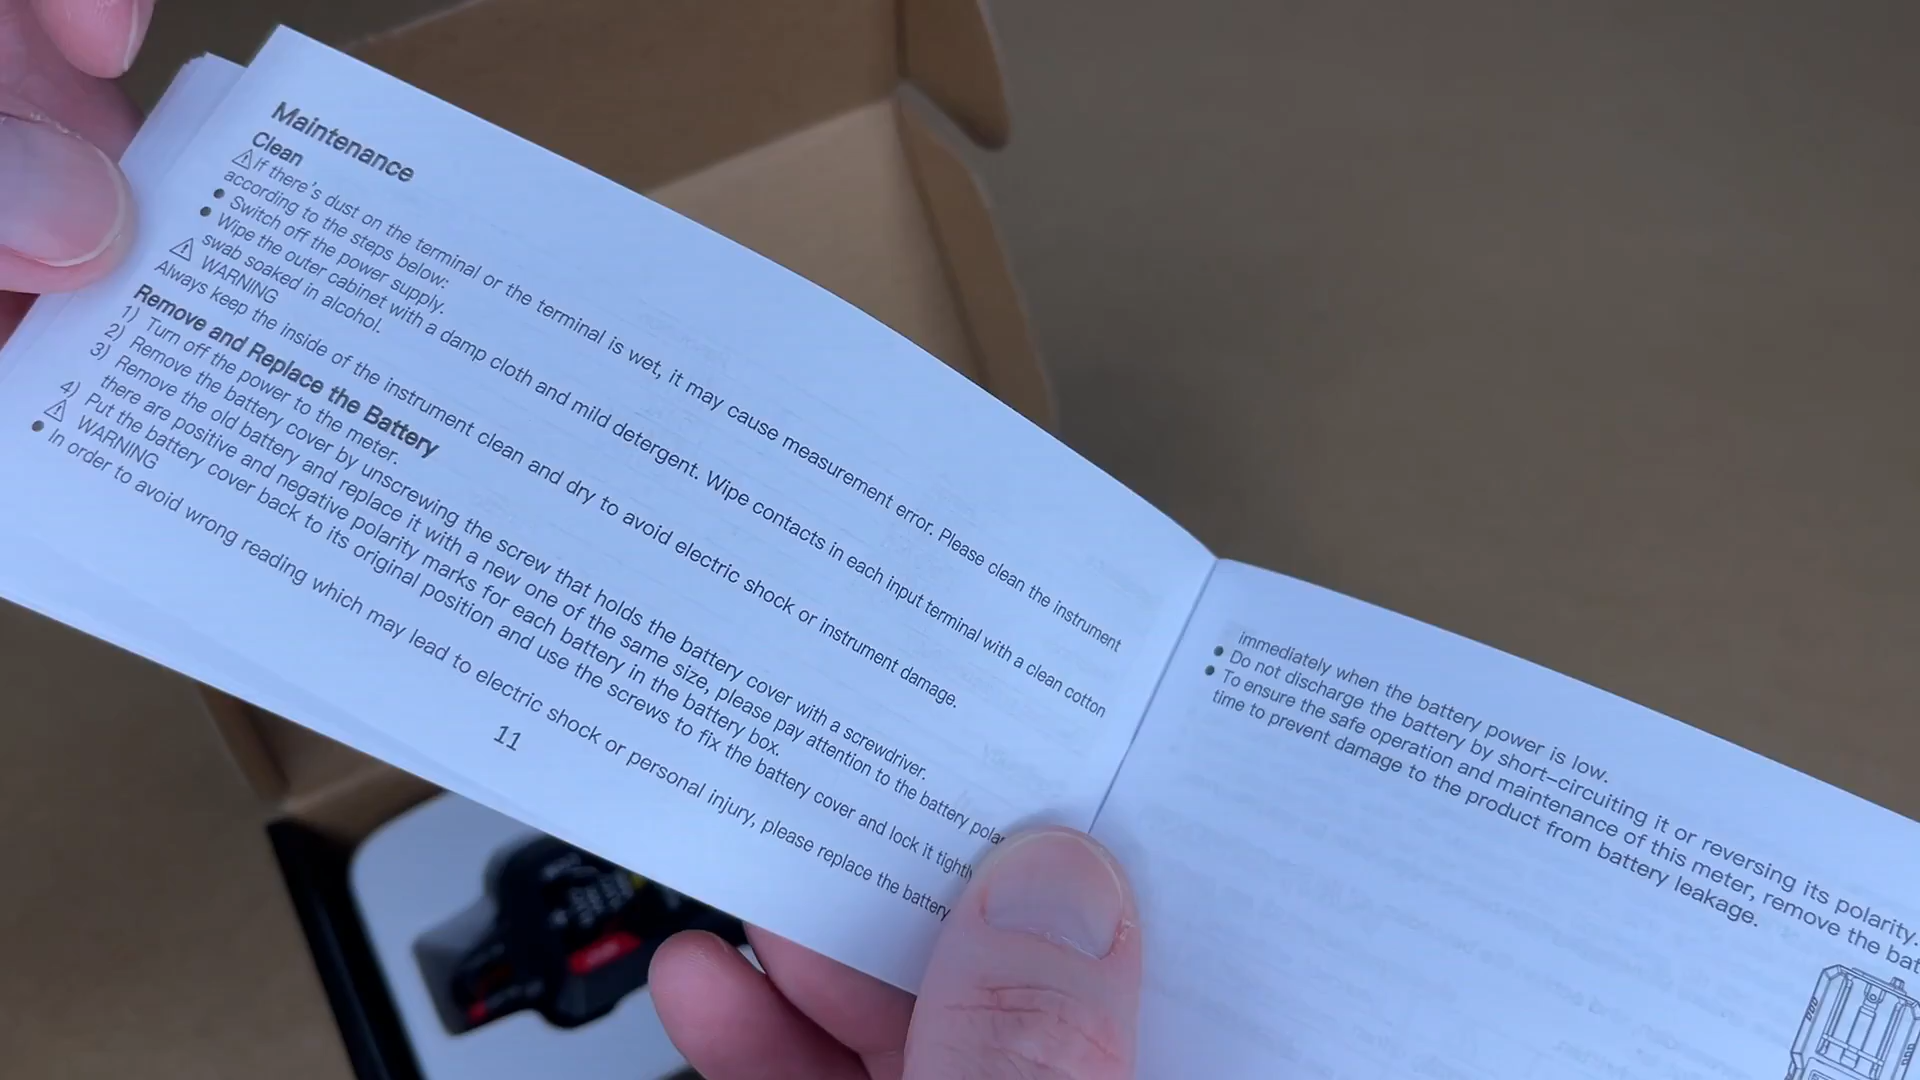 Maintenance
Clean
⚠If there's dust on the terminal or the terminal is wet, it may cause measurement error. Please clean the instrument
according to the steps below:
● Switch off the power supply.
● Wipe the outer cabinet with a damp cloth and mild detergent. Wipe contacts in each input terminal with a clean cotton
swab soaked in alcohol.
⚠ WARNING
Always keep the inside of the instrument clean and dry to avoid electric shock or instrument damage.
Remove and Replace the Battery
1) Turn off the power to the meter.
2) Remove the battery cover by unscrewing the screw that holds the battery cover with a screwdriver.
3) Remove the old battery and replace it with a new one of the same size, please pay attention to the battery
there are positive and negative polarity marks for each battery in the battery box.
4) Put the battery cover back to its original position and use the screws to fix the battery cover and lock it
⚠ WARNING
● In order to avoid wrong reading which may lead to electric shock or personal injury, please replace the battery
11
immediately when the battery power is low.
● Do not discharge the battery by short-circuiting it or reversing its polarity.
● To ensure the safe operation and maintenance of this meter, remove the
time to prevent damage to the product from battery leakage.